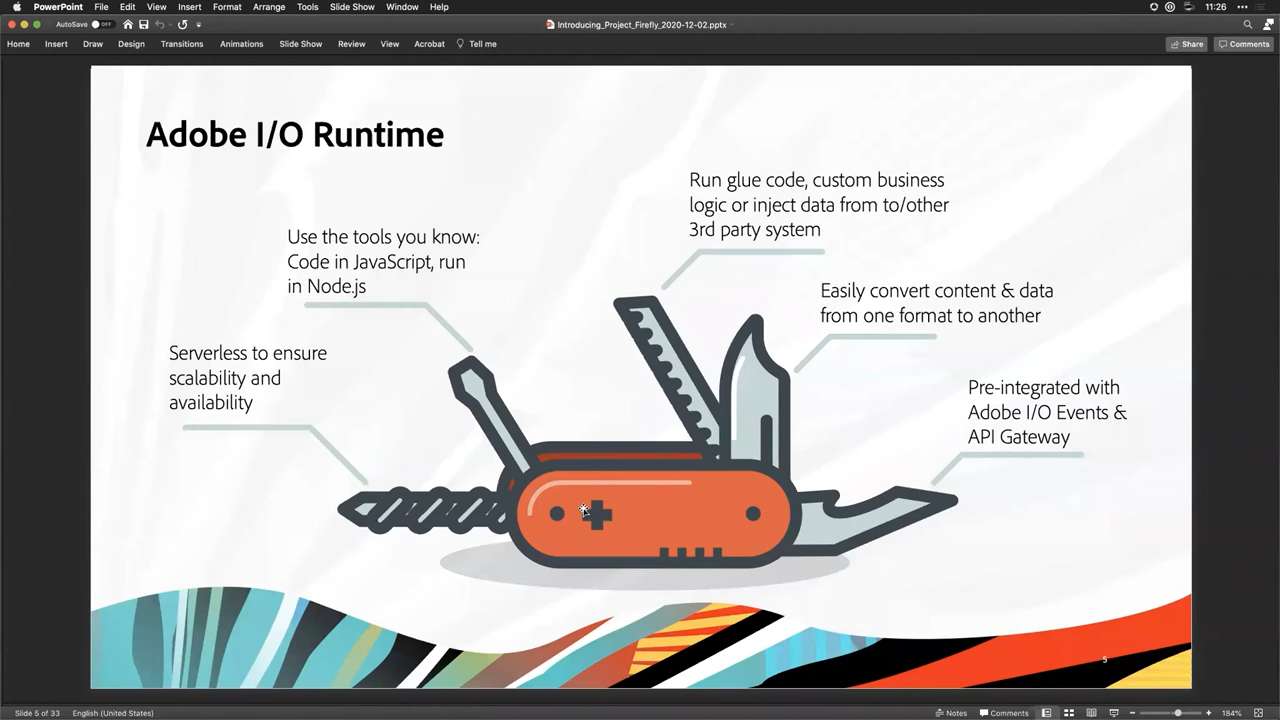 PowerPoint File Edit View Insert Format Arrange Tools Slide Show Window Help 11:26
AutoSave OFF Introducing_Project_Firefly_2020-12-02.pptx
Home Insert Draw Design Transitions Animations Slide Show Review View Acrobat Tell me Share Comments
Adobe I/O Runtime
Run glue code, custom business
logic or inject data from to/other
3rd party system
Use the tools you know:
Code in JavaScript, run
in Node.js
Easily convert content & data
from one format to another
Serverless to ensure
scalability and
availability
Pre-integrated with
Adobe I/O Events &
API Gateway
5
Slide 5 of 33 English (United States) Notes Comments 184%